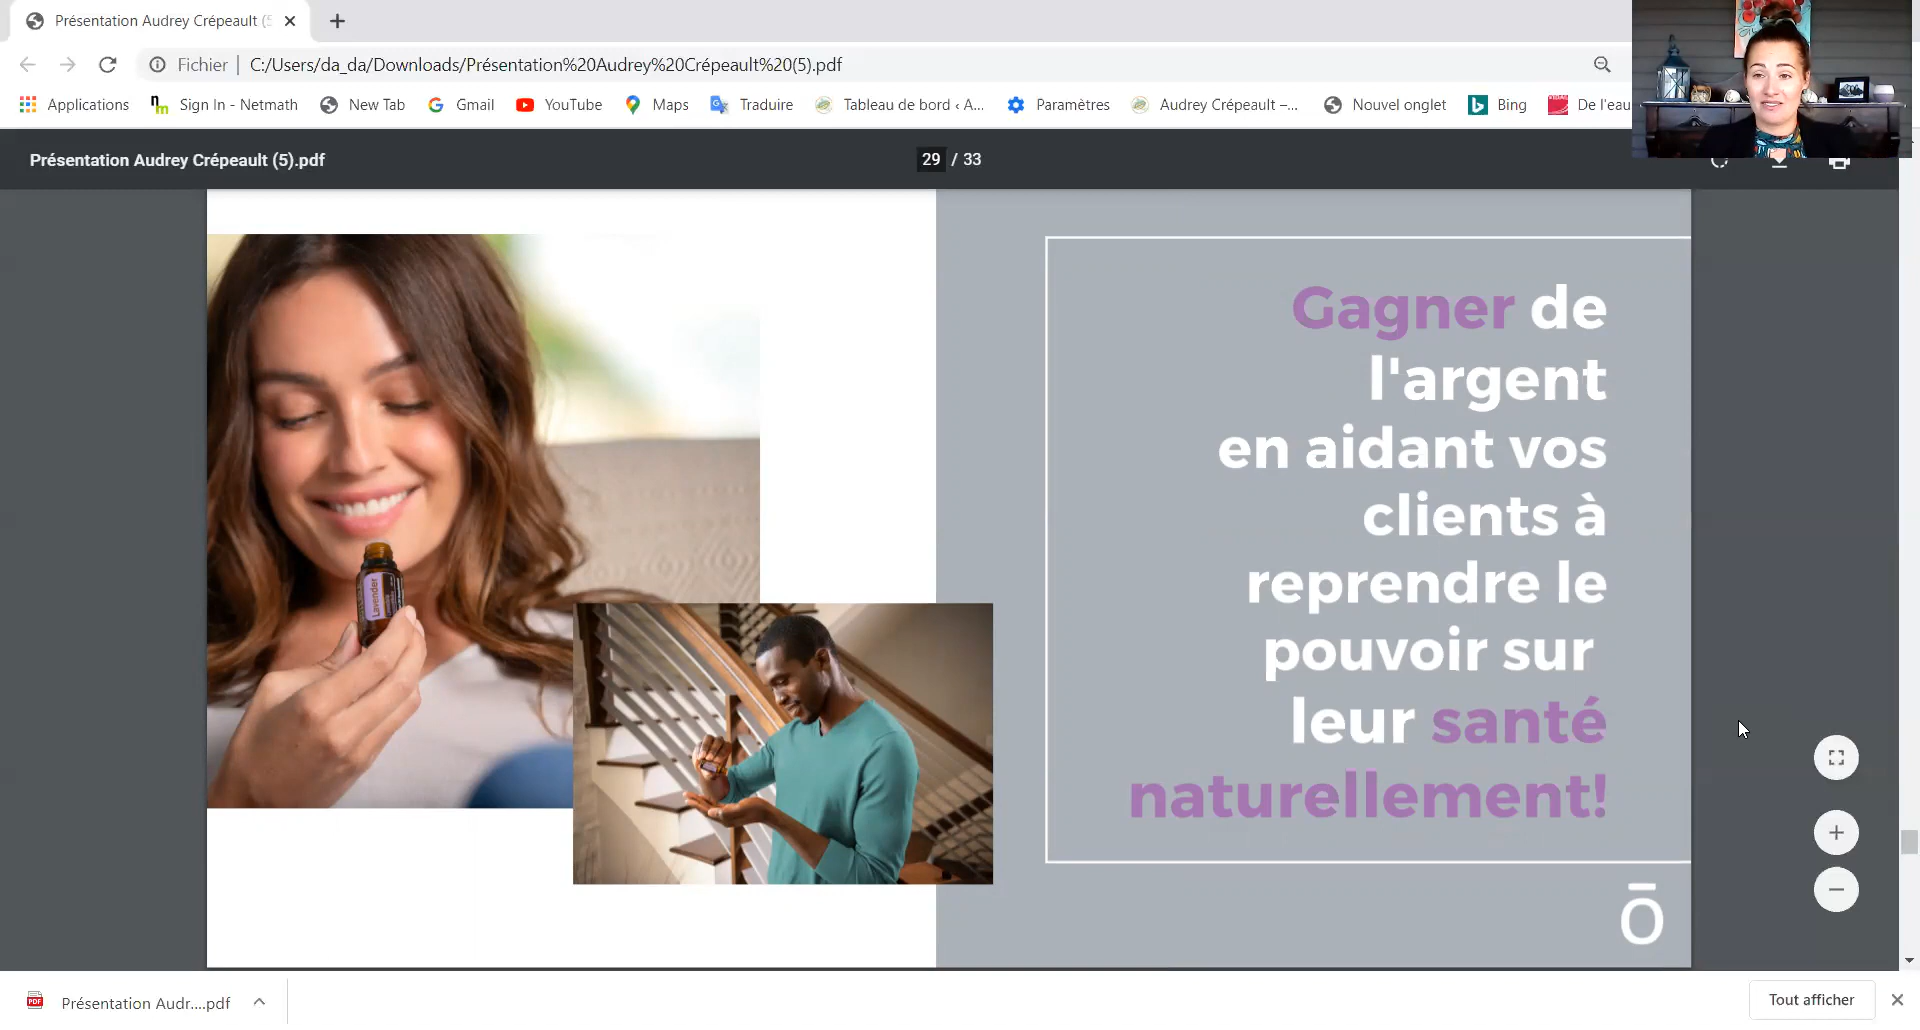 Présentation Audrey Crépeault (5
Fichier | C:/Users/da_da/Downloads/Présentation%20Audrey%20Crépeault%20(5).pdf
Applications
Sign In - Netmath
New Tab
Gmail
YouTube
Maps
Traduire
Tableau de bord ‹ A...
Paramètres
Audrey Crépeault –...
Nouvel onglet
Bing
De l'eau
Présentation Audrey Crépeault (5).pdf
29 / 33
Gagner de
l'argent
en aidant vos
clients à
reprendre le
pouvoir sur
leur santé
naturellement!
Lavender
ō
Présentation Audr....pdf
Tout afficher